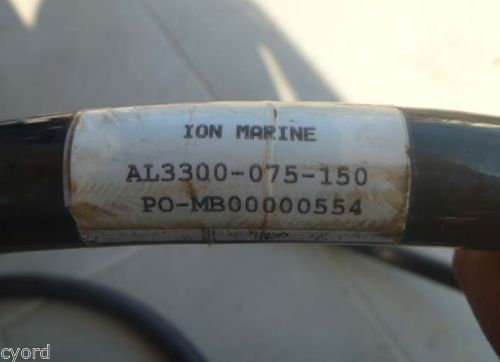 ION MARINE
AL3300-075-150
PO-MB00000554
cyord